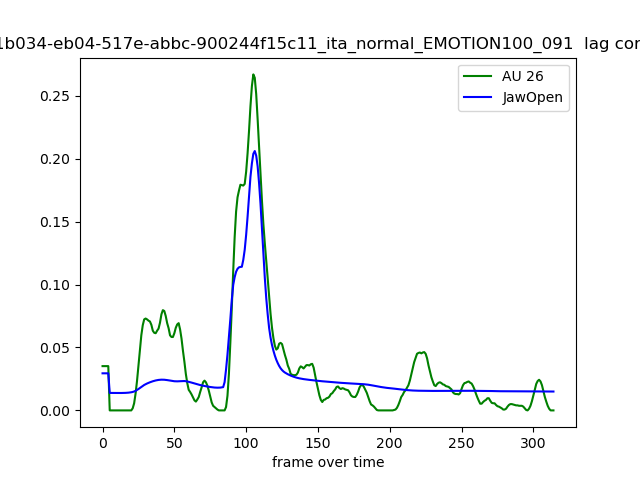 1b034-eb04-517e-abbc-900244f15c11_ita_normal_EMOTION100_091 lag cor
AU 26
JawOpen
0.25
0.20
0.15
0.10
0.05
0.00
0 50 100 150 200 250 300
frame over time